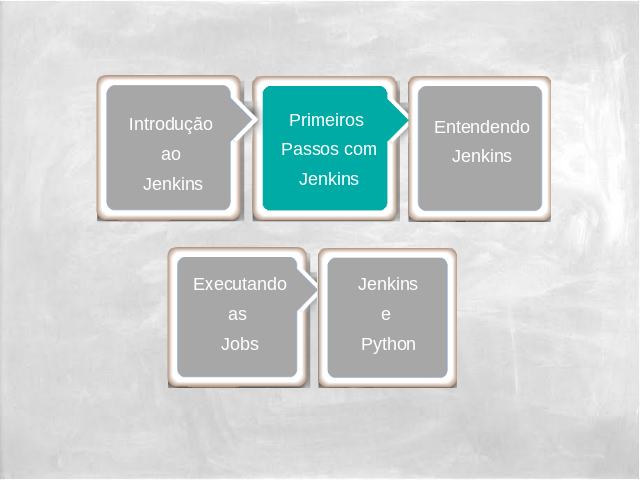 Introdução
ao
Jenkins
Primeiros
Passos com
Jenkins
Entendendo
Jenkins
Executando
as
Jobs
Jenkins
e
Python